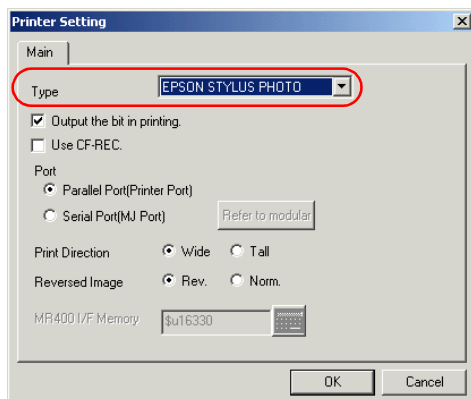 Printer Setting
Main
Type EPSON STYLUS PHOTO
Output the bit in printing.
Use CF-REC.
Port
Parallel Port(Printer Port)
Serial Port(MJ Port) Refer to modular
Print Direction Wide Tall
Reversed Image Rev. Norm.
MR400 I/F Memory $u16330
OK Cancel